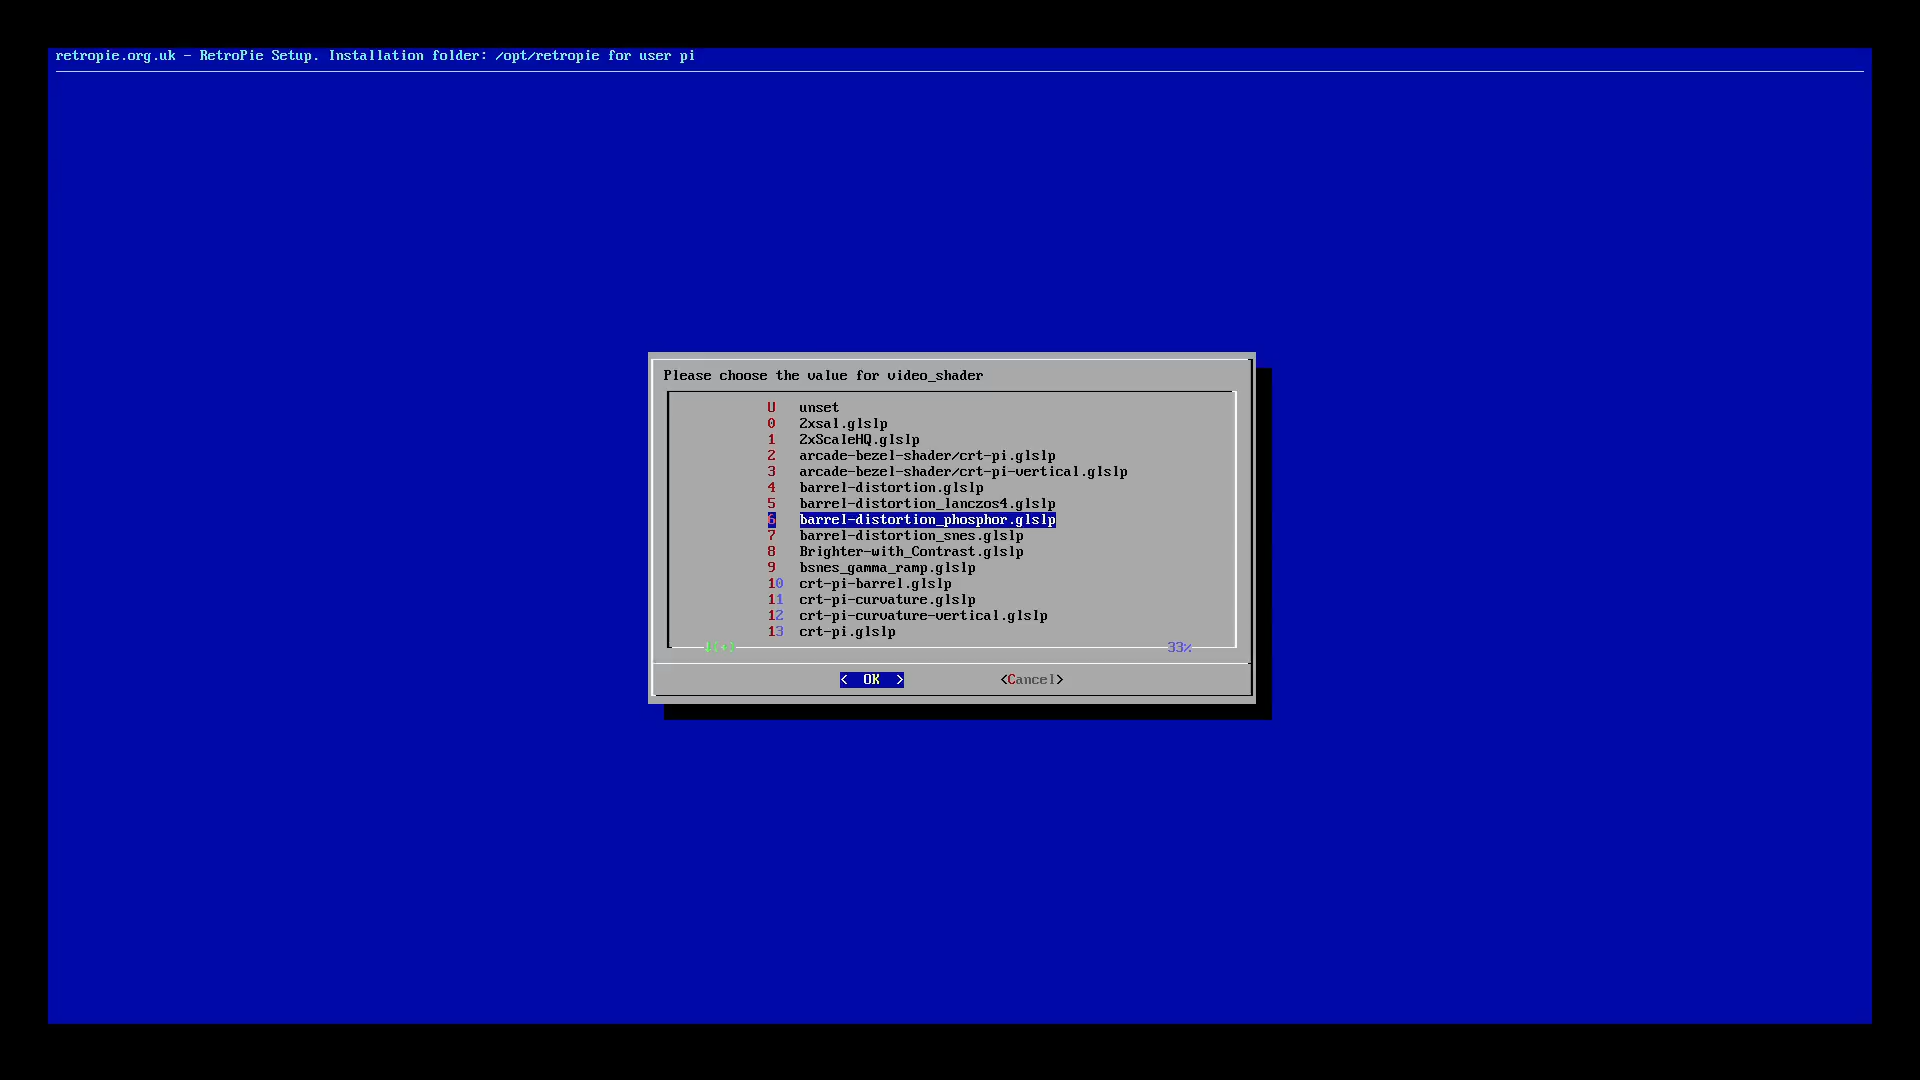 retropie.org.uk - RetroPie Setup. Installation folder: /opt/retropie for user pi
Please choose the value for video_shader
U unset
0 2xsal.glslp
1 2xScaleHQ.glslp
2 arcade-bezel-shader/crt-pi.glslp
3 arcade-bezel-shader/crt-pi-vertical.glslp
4 barrel-distortion.glslp
5 barrel-distortion_lanczos4.glslp
6 barrel-distortion_phosphor.glslp
7 barrel-distortion_snes.glslp
8 Brighter-with_Contrast.glslp
9 bsnes_gamma_ramp.glslp
10 crt-pi-barrel.glslp
11 crt-pi-curvature.glslp
12 crt-pi-curvature-vertical.glslp
13 crt-pi.glslp
↓(+) 33%
< OK > <Cancel>